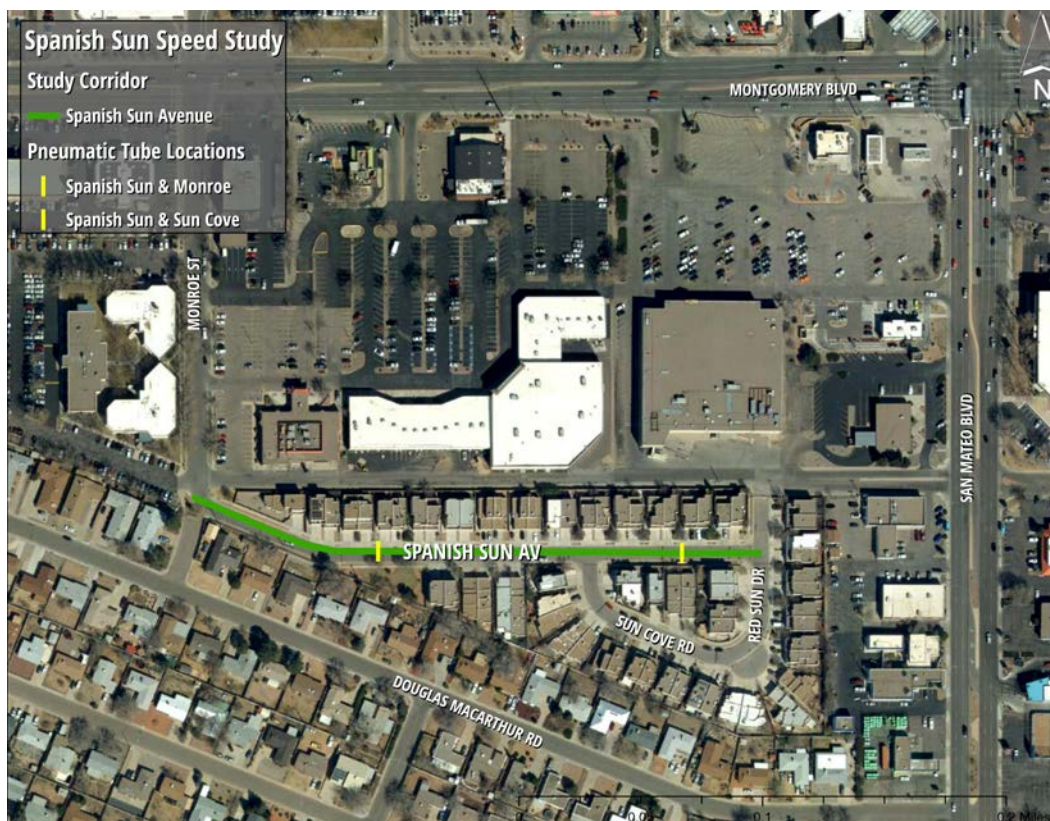 Spanish Sun Speed Study
Study Corridor
Spanish Sun Avenue
Pneumatic Tube Locations
Spanish Sun & Monroe
Spanish Sun & Sun Cove
MONTGOMERY BLVD
N
MONROE ST
SAN MATEO BLVD
SPANISH SUN AV
RED SUN DR
SUN COVE RD
DOUGLAS MACARTHUR RD
0.1
0.2 Miles